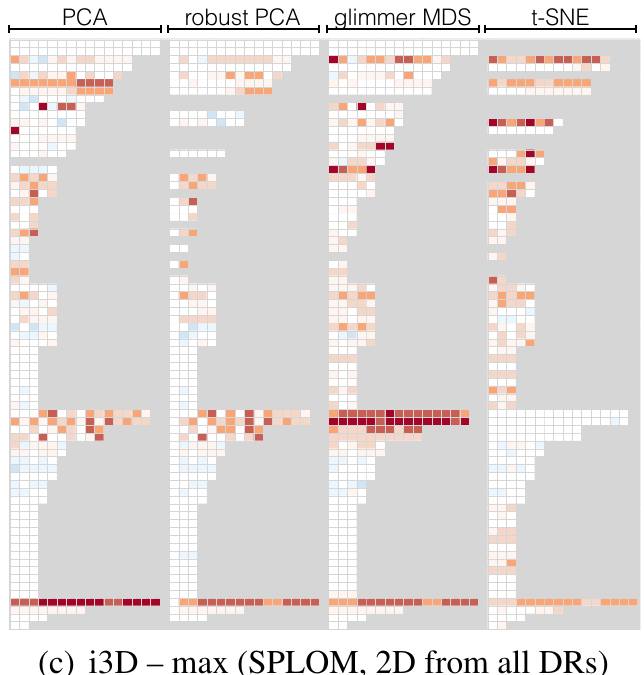 PCA robust PCA glimmer MDS t-SNE
(c) i3D – max (SPLOM, 2D from all DRs)